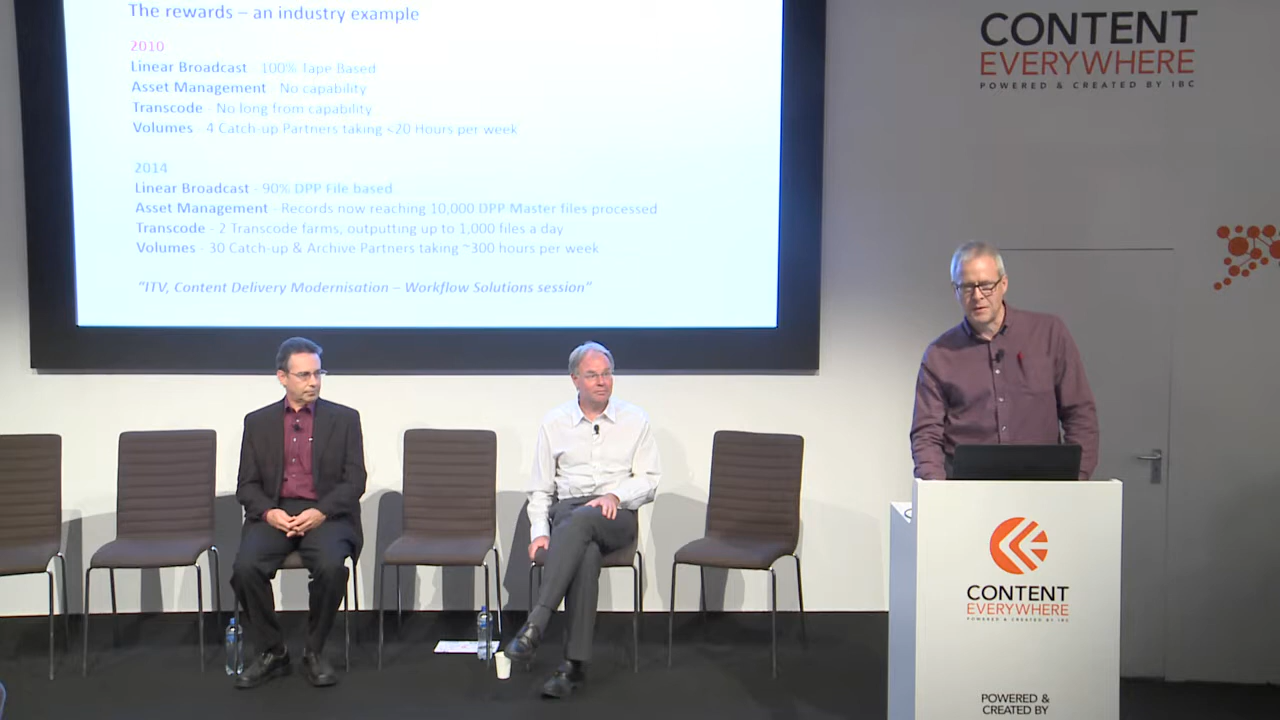 The rewards – an industry example
2010
Linear Broadcast - 100% Tape Based
Asset Management - No capability
Transcode - No long from capability
Volumes - 4 Catch-up Partners taking <20 Hours per week
2014
Linear Broadcast - 90% DPP File based
Asset Management - Records now reaching 10,000 DPP Master files processed
Transcode - 2 Transcode farms, outputting up to 1,000 files a day
Volumes - 30 Catch-up & Archive Partners taking ~300 hours per week
"ITV, Content Delivery Modernisation – Workflow Solutions session"
CONTENT
EVERYWHERE
POWERED & CREATED BY IBC
CONTENT
EVERYWHERE
POWERED & CREATED BY IBC
POWERED &
CREATED BY